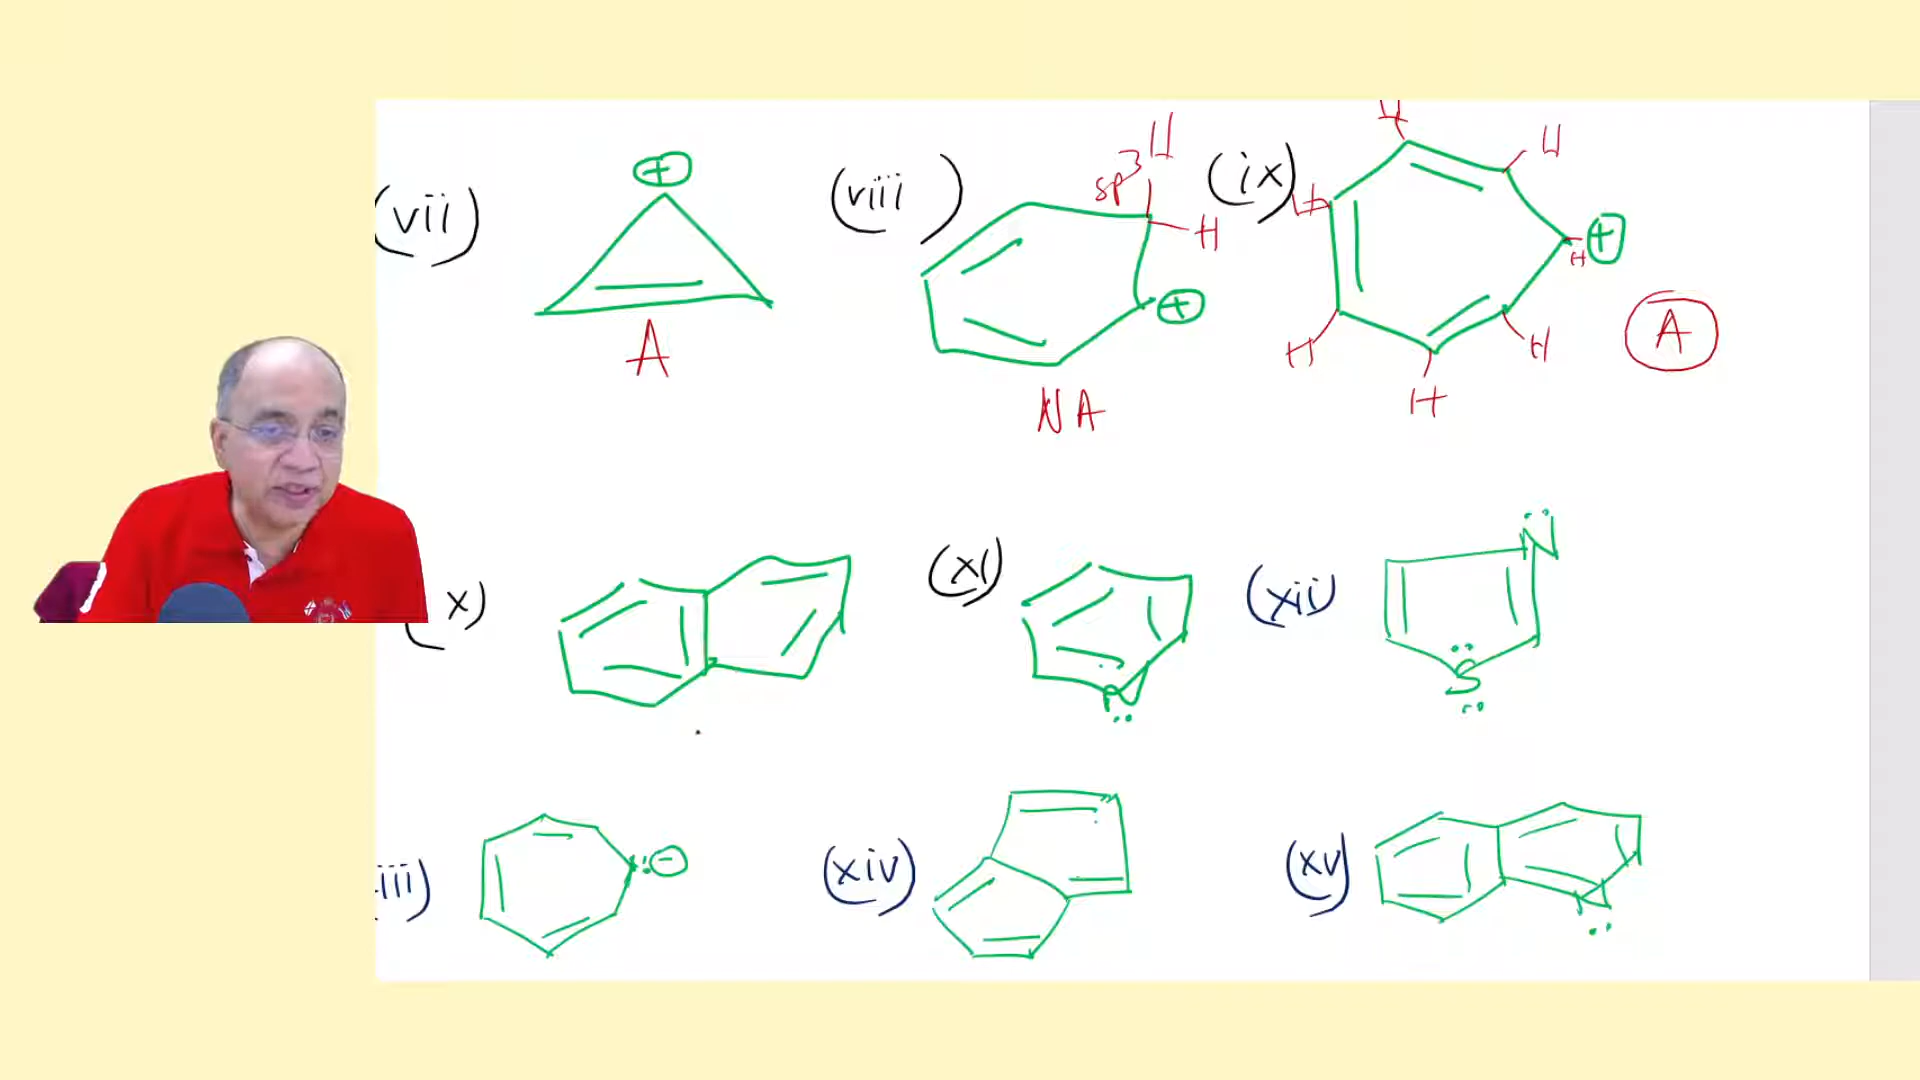 (vii)
⊕
A
(viii)
sp³
H
H
⊕
NA
(ix)
H
H
H
H
⊕
H
H
H
A
x)
(xi)
N
(xii)
N
S
iii)
⊖
(xiv)
(xv)
N